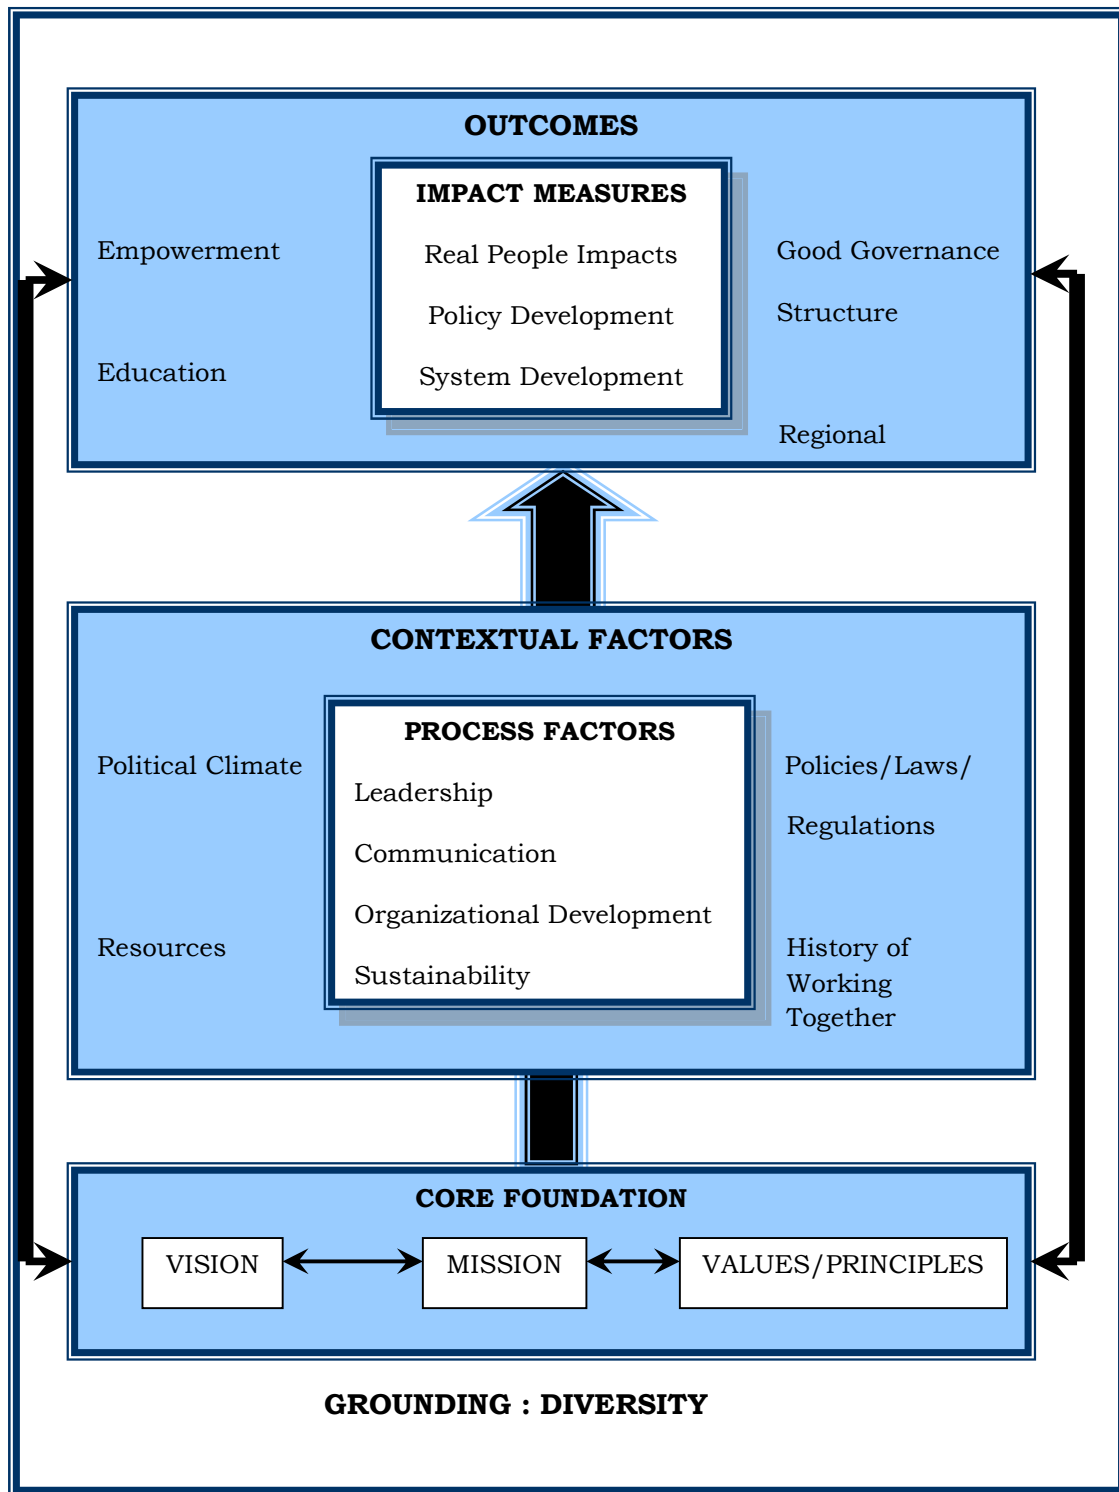 OUTCOMES
IMPACT MEASURES
Empowerment
Real People Impacts
Good Governance
Policy Development
Structure
Education
System Development
Regional
CONTEXTUAL FACTORS
PROCESS FACTORS
Political Climate
Policies/Laws/
Leadership
Regulations
Communication
Organizational Development
Resources
History of
Sustainability
Working
Together
CORE FOUNDATION
VISION
MISSION
VALUES/PRINCIPLES
GROUNDING : DIVERSITY